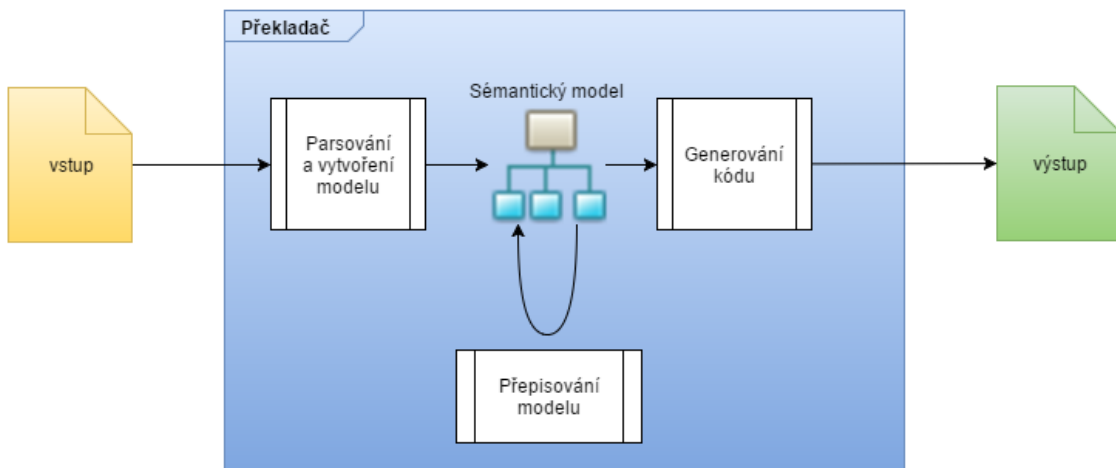 Překladač
vstup
Parsování
a vytvoření
modelu
Sémantický model
Generování
kódu
výstup
Přepisování
modelu